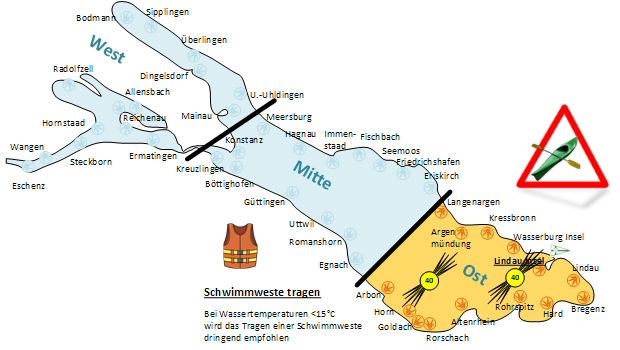 Bodmann
Sipplingen
Überlingen
West
Radolfzell
Dingelsdorf
Allensbach
U.-Uhldingen
Mainau
Meersburg
Reichenau
Hornstaad
Hagnau
Immen-
staad
Fischbach
Konstanz
Seemoos
Wangen
Ermatingen
Steckborn
Friedrichshafen
Kreuzlingen
Eriskirch
Mitte
Eschenz
Böttighofen
Güttingen
Langenargen
Kressbronn
Uttwil
Argen
mündung
Wasserburg Insel
Romanshorn
Lindau Insel
Egnach
Ost
Lindau
40
40
Schwimmweste tragen
Arbon
Rohrspitz
Bregenz
Horn
Hard
Bei Wassertemperaturen <15°C
wird das Tragen einer Schwimmweste
dringend empfohlen
Goldach
Altenrhein
Rorschach